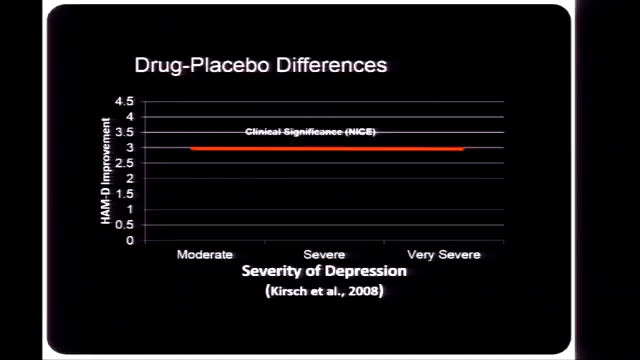 Drug-Placebo Differences
4.5
4
3.5
3
2.5
2
1.5
1
0.5
0
HAM-D Improvement
Clinical Significance (NICE)
Moderate Severe Very Severe
Severity of Depression
(Kirsch et al., 2008)